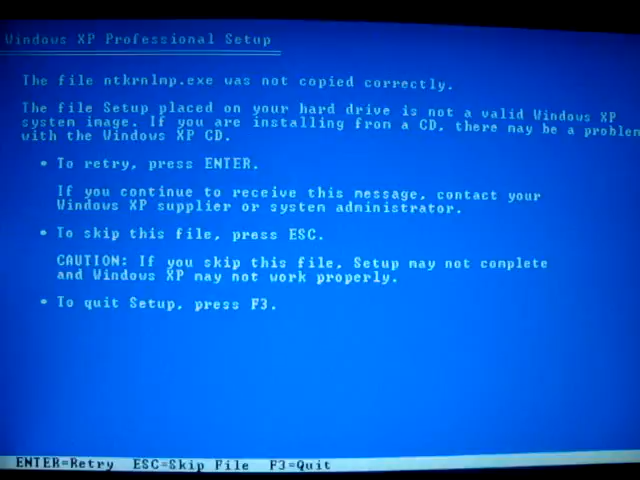 Windows XP Professional Setup
The file ntkrnlmp.exe was not copied correctly.
The file Setup placed on your hard drive is not a valid Windows XP
system image. If you are installing from a CD, there may be a problem
with the Windows XP CD.
• To retry, press ENTER.
If you continue to receive this message, contact your
Windows XP supplier or system administrator.
• To skip this file, press ESC.
CAUTION: If you skip this file, Setup may not complete
and Windows XP may not work properly.
• To quit Setup, press F3.
ENTER=Retry ESC=Skip File F3=Quit